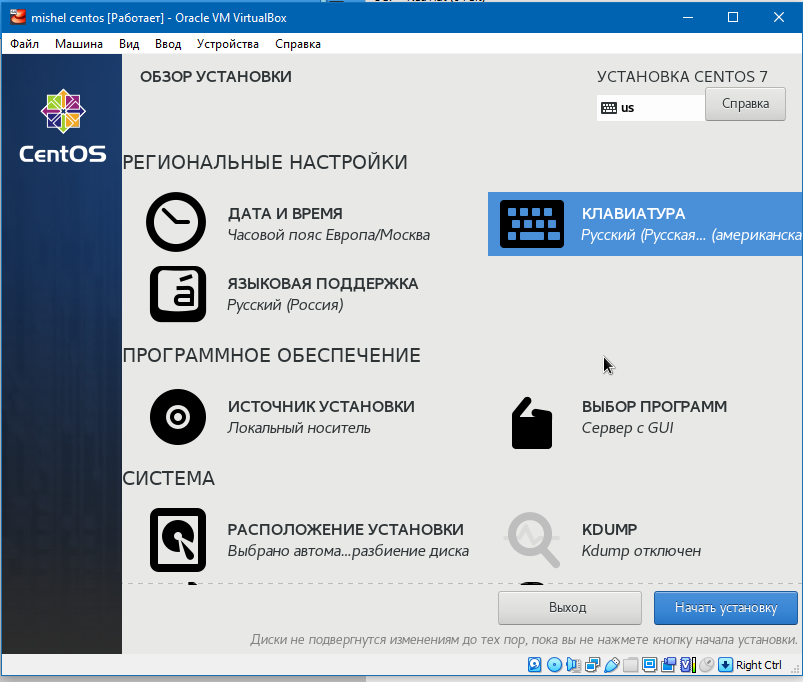 mishel centos [Работает] - Oracle VM VirtualBox
Файл Машина Вид Ввод Устройства Справка
ОБЗОР УСТАНОВКИ
УСТАНОВКА CENTOS 7
us
Справка
CentOS
РЕГИОНАЛЬНЫЕ НАСТРОЙКИ
ДАТА И ВРЕМЯ
Часовой пояс Европа/Москва
КЛАВИАТУРА
Русский (Русская... (американска
ЯЗЫКОВАЯ ПОДДЕРЖКА
Русский (Россия)
ПРОГРАММНОЕ ОБЕСПЕЧЕНИЕ
ИСТОЧНИК УСТАНОВКИ
Локальный носитель
ВЫБОР ПРОГРАММ
Сервер с GUI
СИСТЕМА
РАСПОЛОЖЕНИЕ УСТАНОВКИ
Выбрано автома...разбиение диска
KDUMP
Kdump отключен
Выход
Начать установку
Диски не подвергнутся изменениям до тех пор, пока вы не нажмете кнопку начала установки.
Right Ctrl